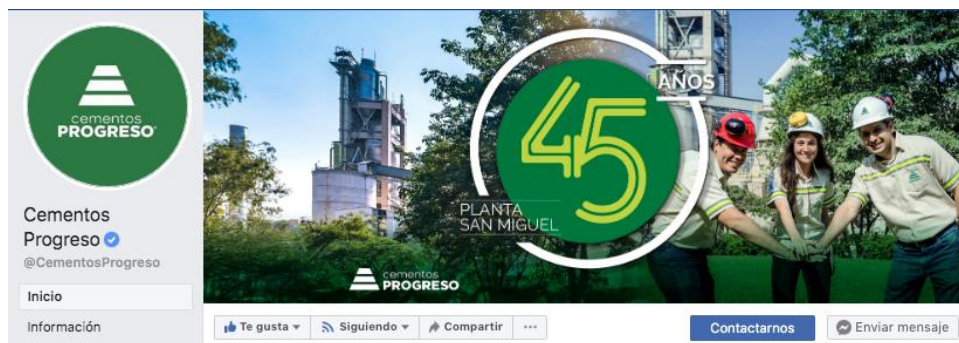 cementos
PROGRESO
Cementos
Progreso
@CementosProgreso
Inicio
Información
45
AÑOS
PLANTA
SAN MIGUEL
cementos
PROGRESO
Te gusta
Siguiendo
Compartir
Contactarnos
Enviar mensaje